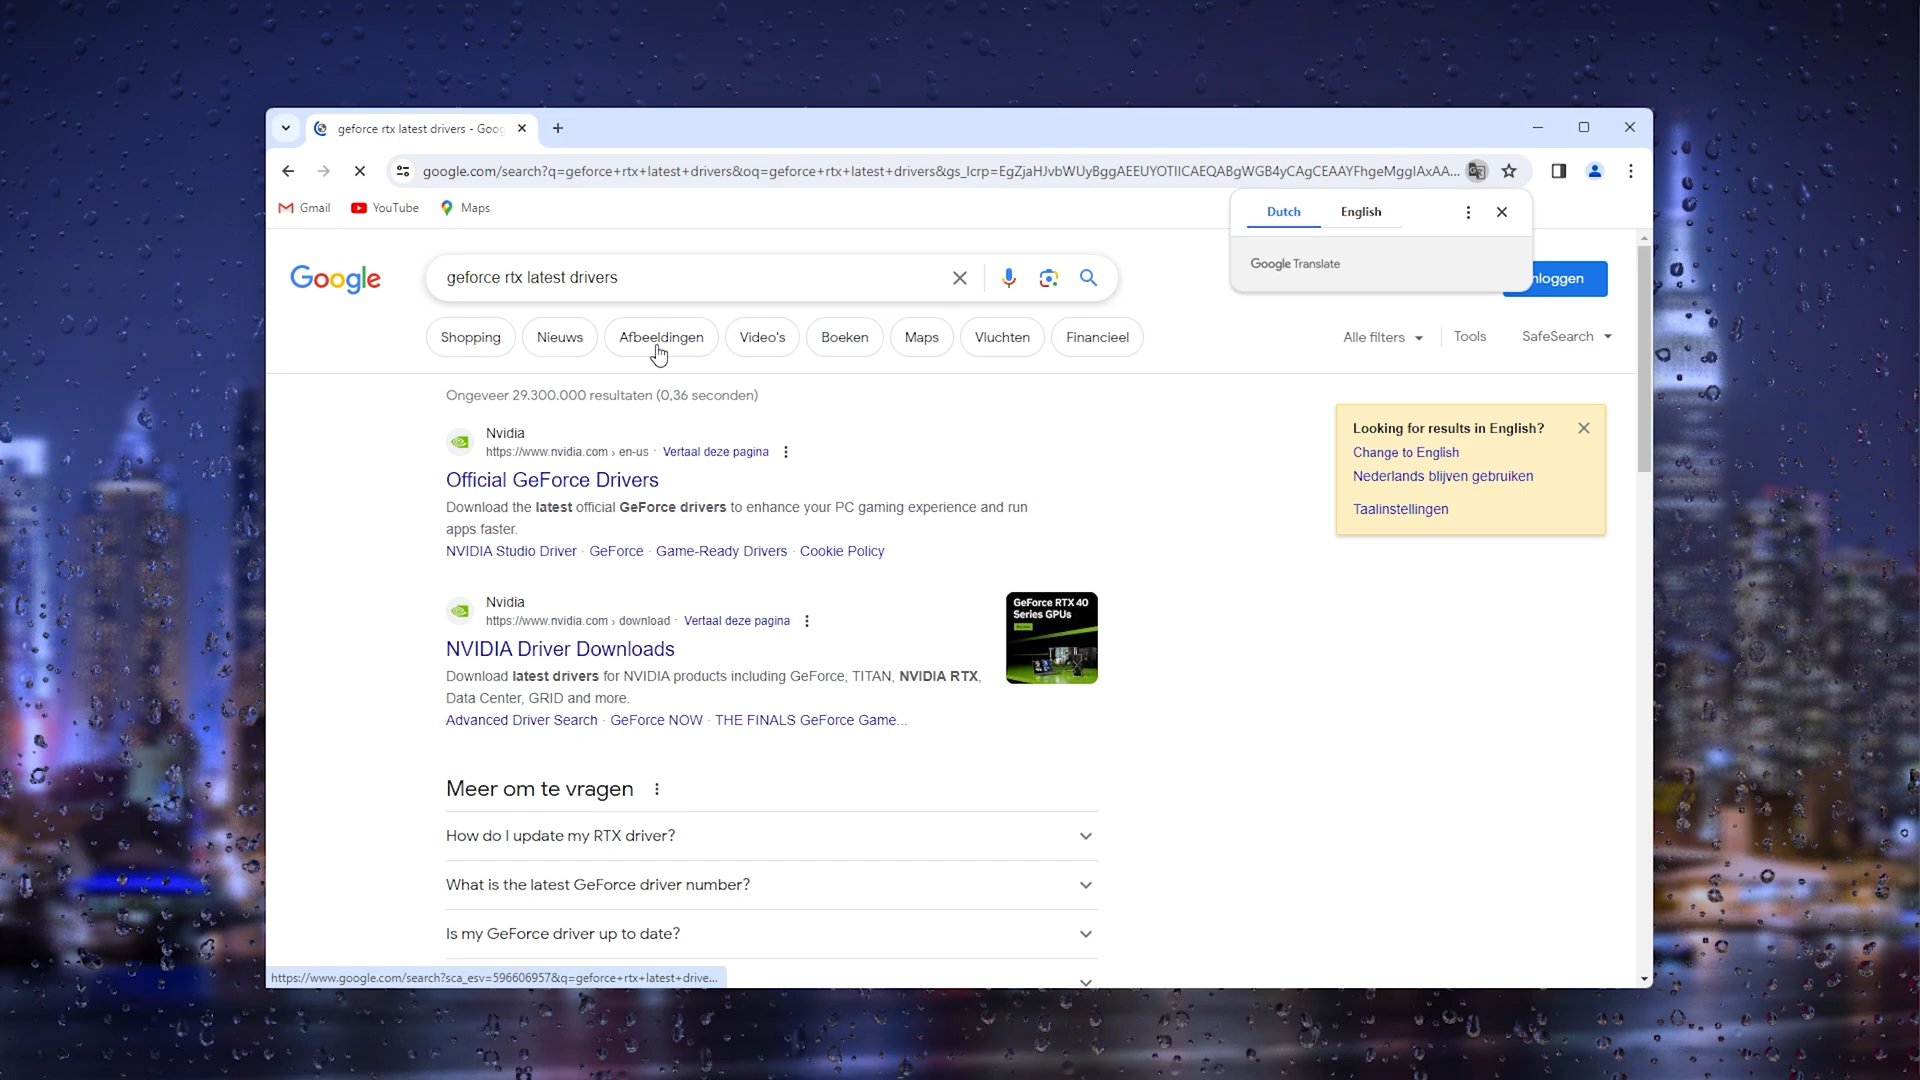 geforce rtx latest drivers - Goog
google.com/search?q=geforce+rtx+latest+drivers&oq=geforce+rtx+latest+drivers&gs_lcrp=EgZjaHJvbWUyBggAEEUYOTIICAEQABgWGB4yCAgCEAAYFhgeMggIAxAA...
Gmail
YouTube
Maps
Dutch
English
Google Translate
Google
geforce rtx latest drivers
nloggen
Shopping
Nieuws
Afbeeldingen
Video's
Boeken
Maps
Vluchten
Financieel
Alle filters
Tools
SafeSearch
Ongeveer 29.300.000 resultaten (0,36 seconden)
Nvidia
https://www.nvidia.com › en-us · Vertaal deze pagina
Official GeForce Drivers
Download the latest official GeForce drivers to enhance your PC gaming experience and run
apps faster.
NVIDIA Studio Driver · GeForce · Game-Ready Drivers · Cookie Policy
Looking for results in English?
Change to English
Nederlands blijven gebruiken
Taalinstellingen
Nvidia
https://www.nvidia.com › download · Vertaal deze pagina
NVIDIA Driver Downloads
Download latest drivers for NVIDIA products including GeForce, TITAN, NVIDIA RTX,
Data Center, GRID and more.
Advanced Driver Search · GeForce NOW · THE FINALS GeForce Game...
GeForce RTX 40
Series GPUs
Meer om te vragen
How do I update my RTX driver?
What is the latest GeForce driver number?
Is my GeForce driver up to date?
https://www.google.com/search?sca_esv=596606957&q=geforce+rtx+latest+drive...